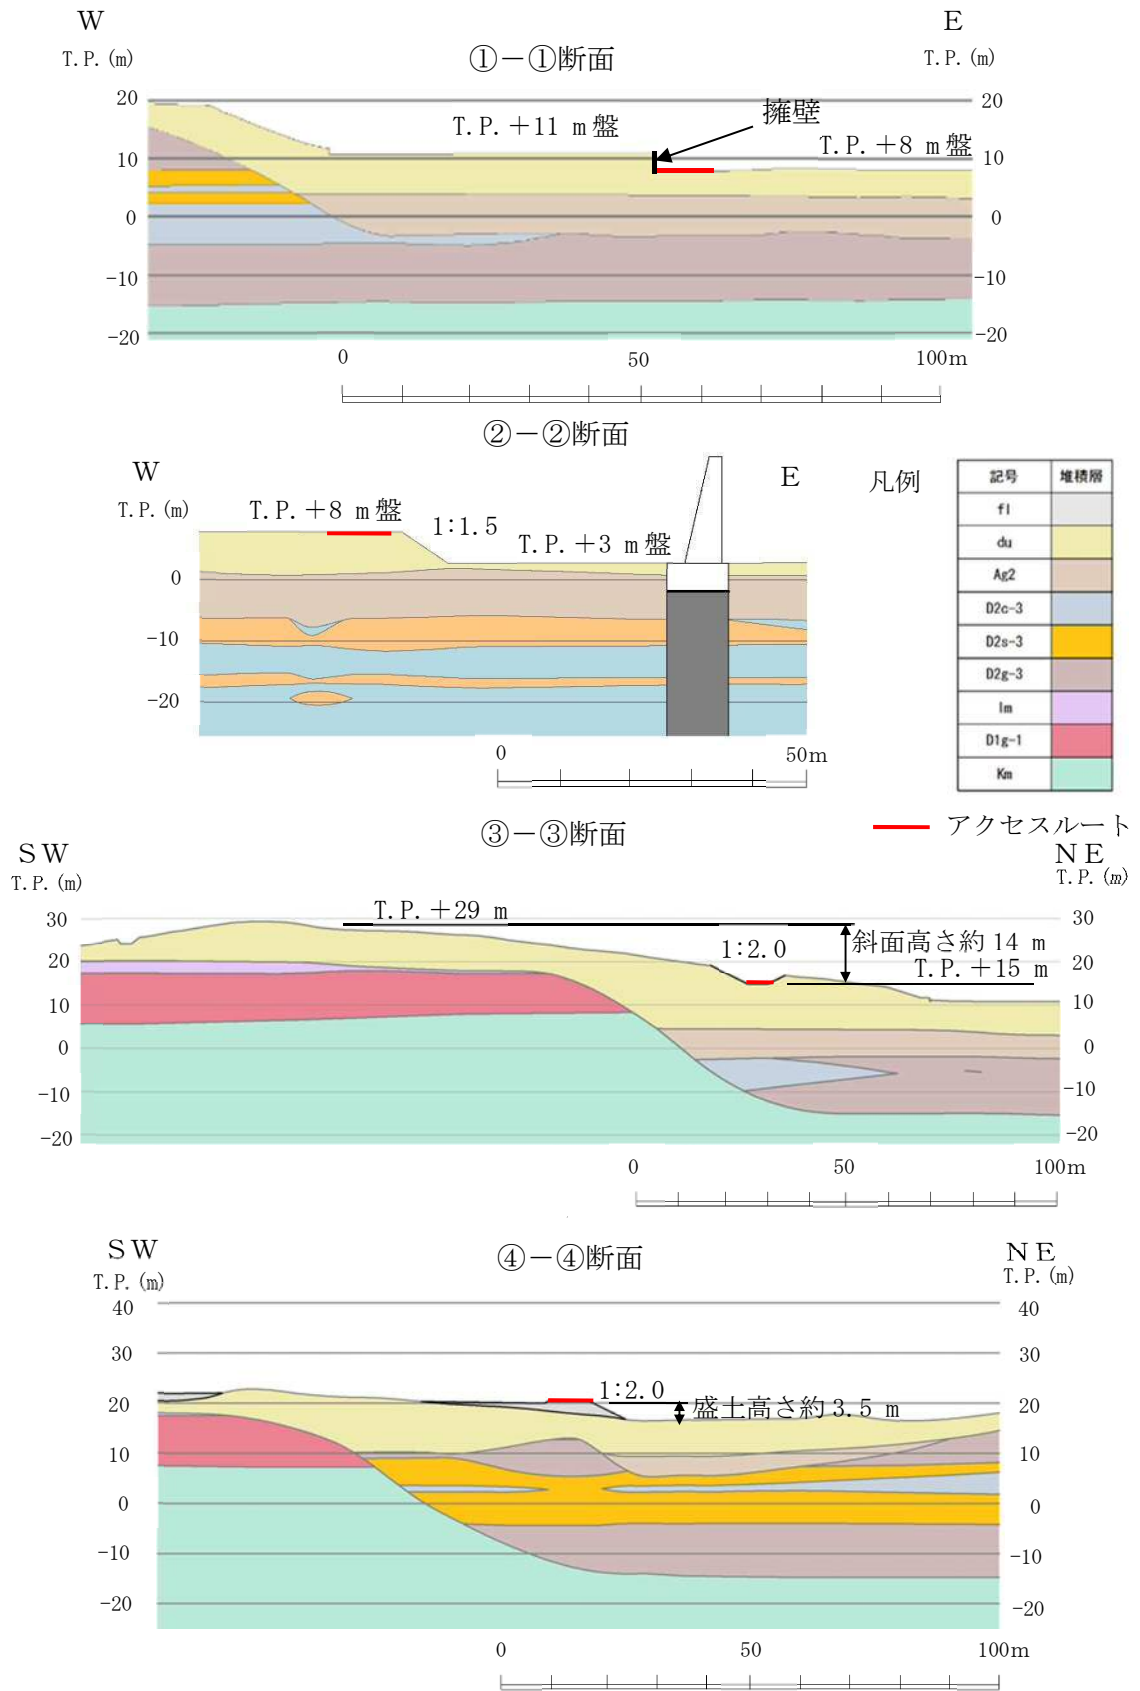 W
E
T.P.(m)
①－①断面
T.P.(m)
20
20
擁壁
T.P.+11 m盤
T.P.+8 m盤
10
10
0
0
-10
-10
-20
-20
0
50
100m
②－②断面
W
E
凡例
T.P.(m)
T.P.+8 m盤
1:1.5
T.P.+3 m盤
0
-10
-20
0
50m
記号 堆積層
fl
du
Ag2
D2c-3
D2s-3
D2g-3
lm
D1g-1
Km
アクセスルート
③－③断面
SW
NE
T.P.(m)
T.P.(m)
T.P.+29 m
30
30
1:2.0
斜面高さ約14 m
T.P.+15 m
20
20
10
10
0
0
-10
-10
-20
-20
0
50
100m
SW
④－④断面
NE
T.P.(m)
T.P.(m)
40
40
30
30
1:2.0
盛土高さ約3.5 m
20
20
10
10
0
0
-10
-10
-20
-20
0
50
100m